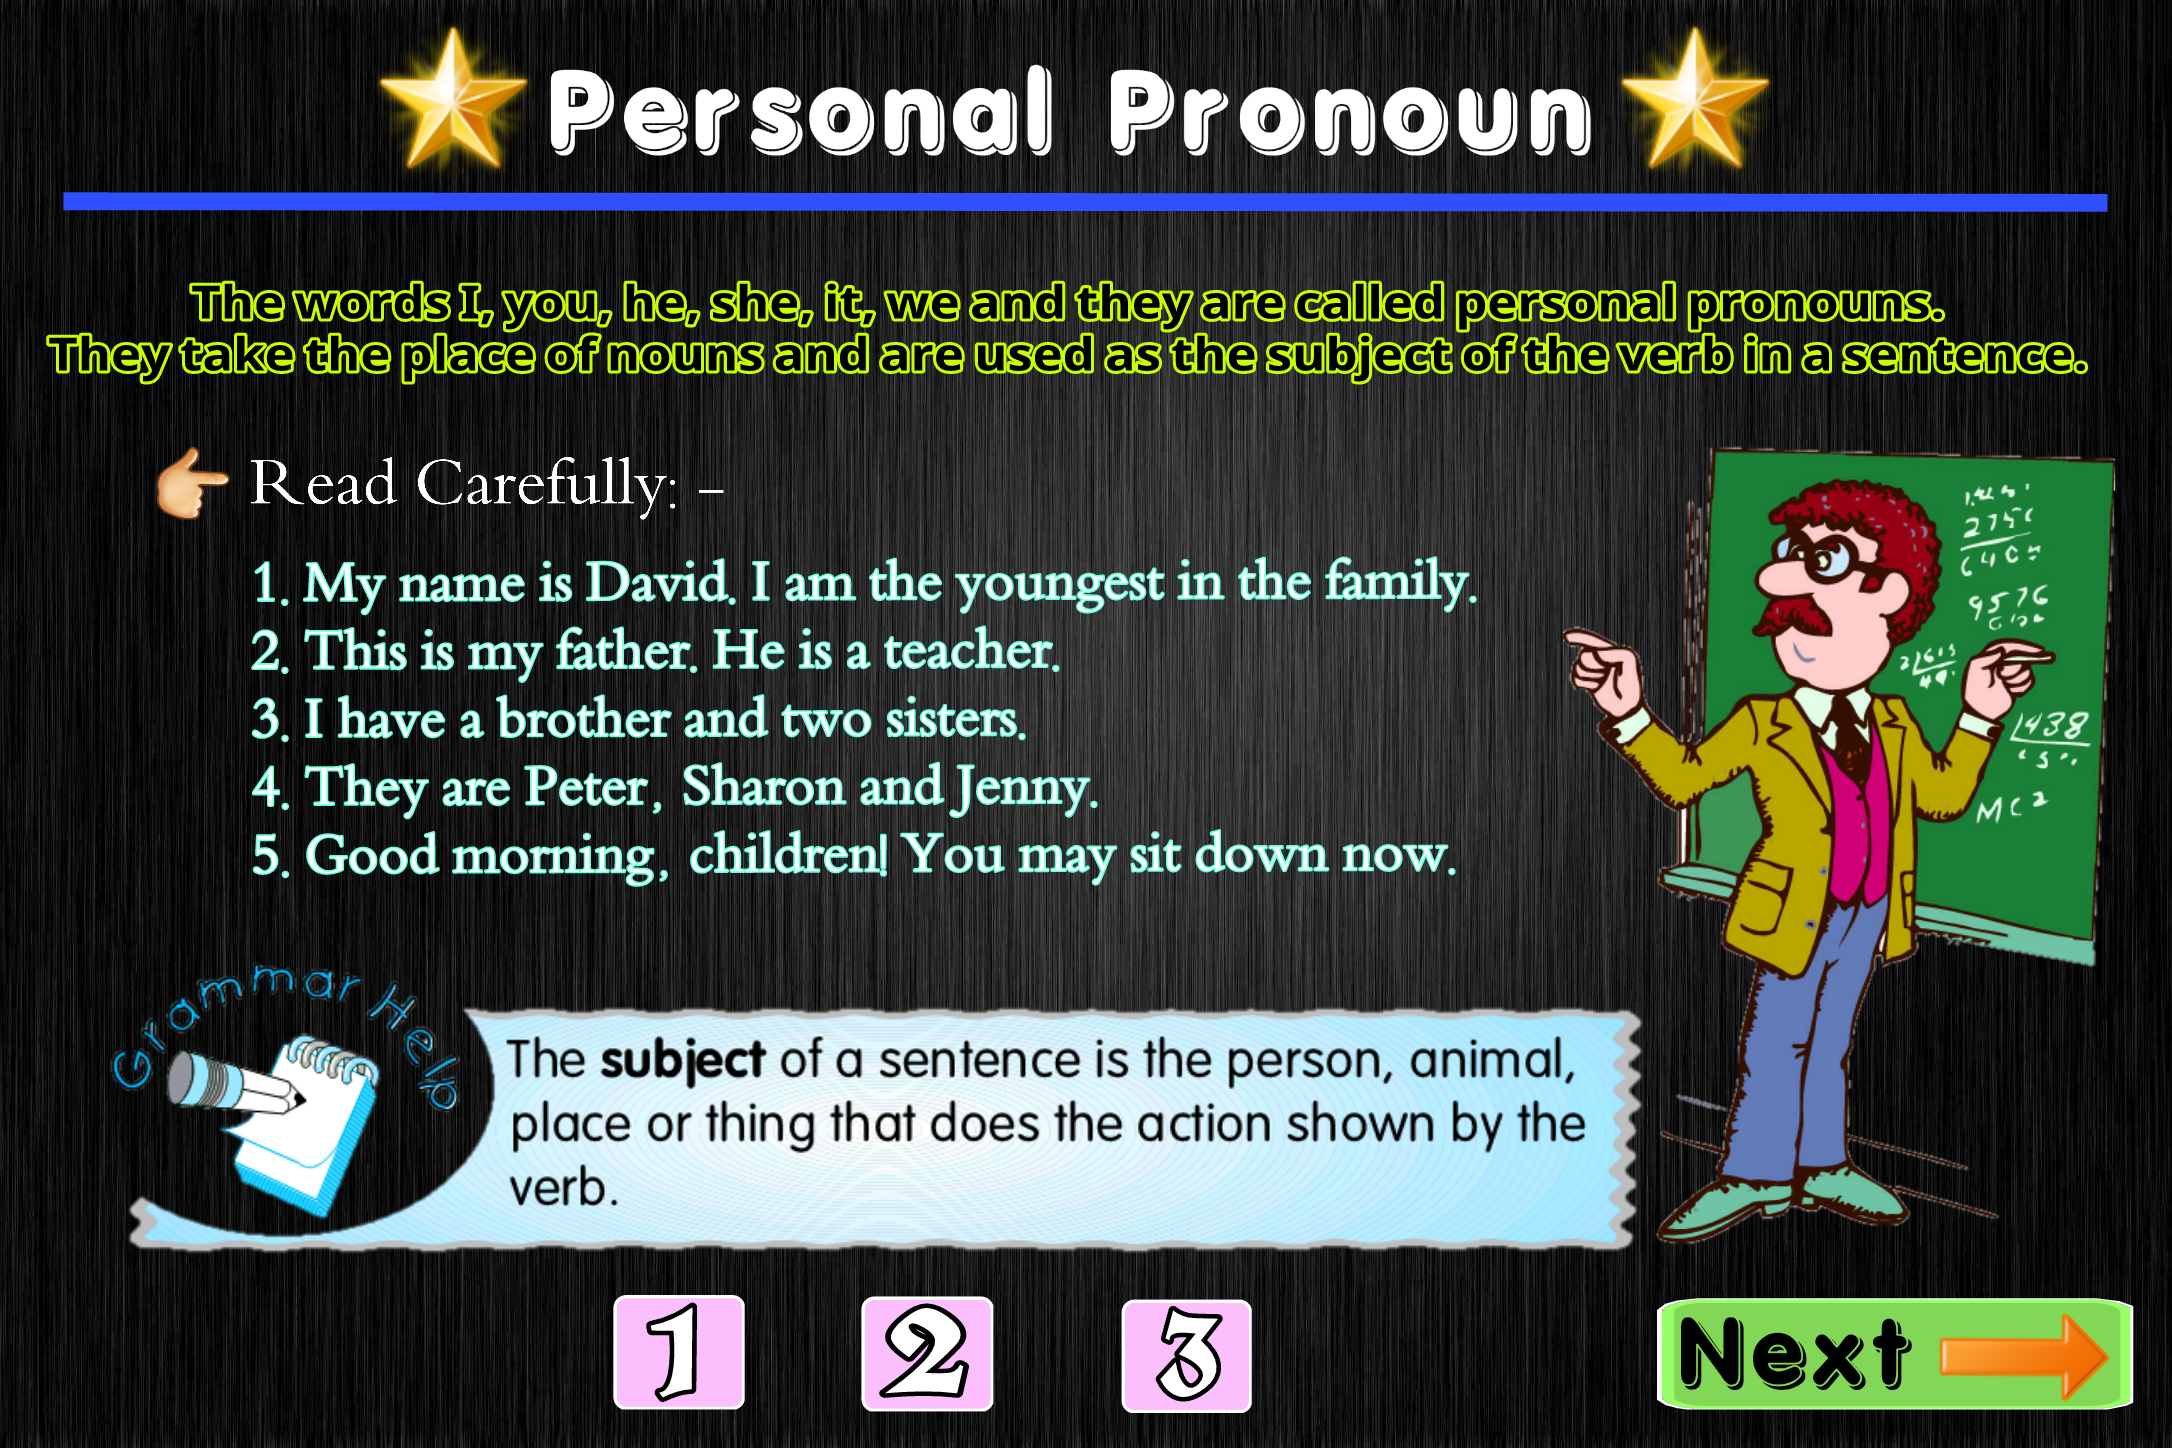 Personal Pronoun
The words I, you, he, she, it, we and they are called personal pronouns.
They take the place of nouns and are used as the subject of the verb in a sentence.
Read Carefully: –
1. My name is David. I am the youngest in the family.
2. This is my father. He is a teacher.
3. I have a brother and two sisters.
4. They are Peter, Sharon and Jenny.
5. Good morning, children! You may sit down now.
9576
1438
MC2
Grammar Help
The subject of a sentence is the person, animal,
place or thing that does the action shown by the
verb.
1 2 3
Next